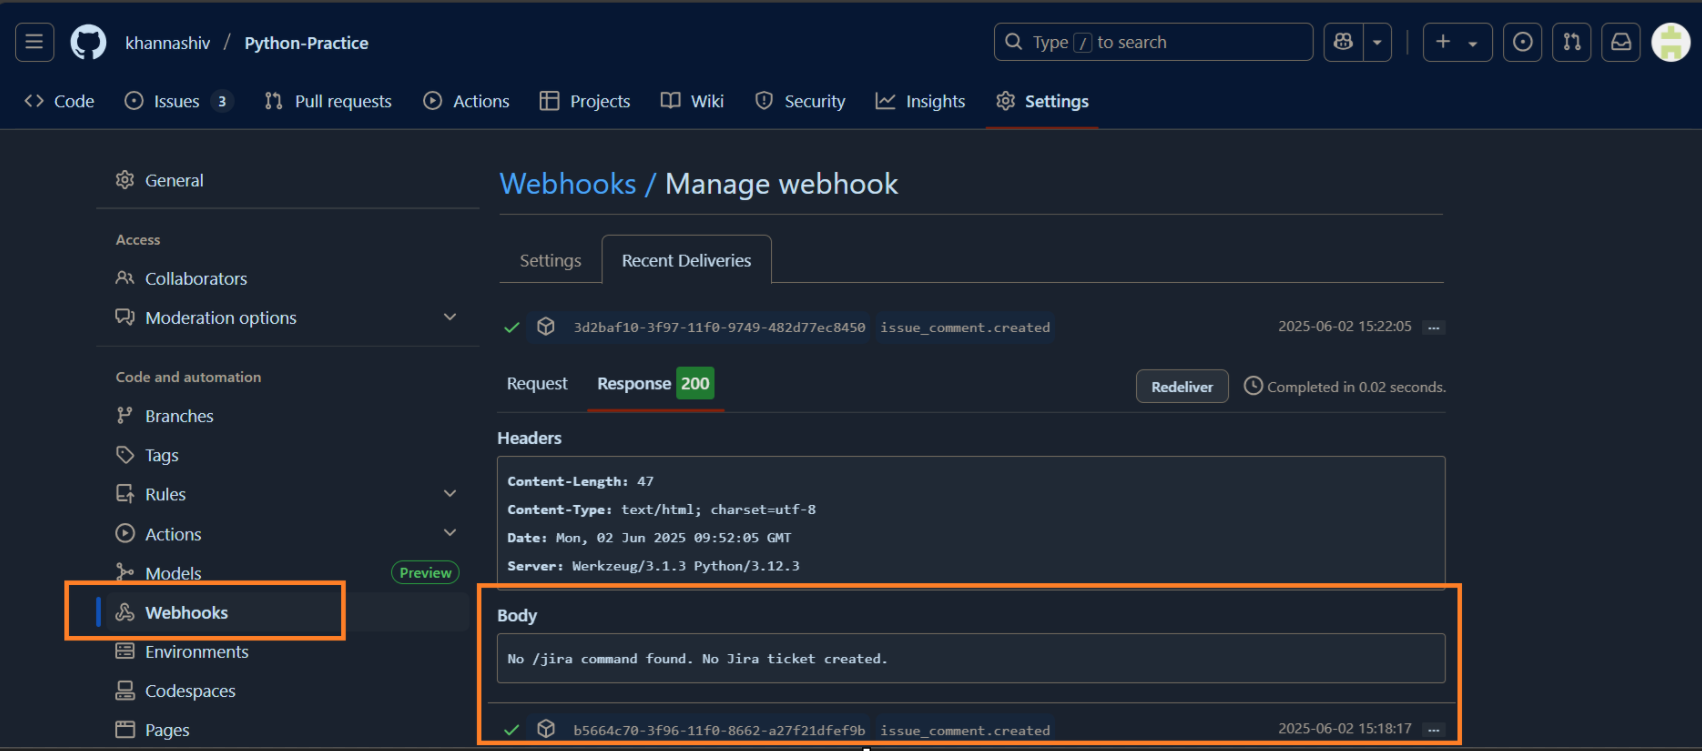 khannashiv / Python-Practice
Type / to search
Code
Issues 3
Pull requests
Actions
Projects
Wiki
Security
Insights
Settings
General
Access
Collaborators
Moderation options
Code and automation
Branches
Tags
Rules
Actions
Models Preview
Webhooks
Environments
Codespaces
Pages
Webhooks / Manage webhook
Settings
Recent Deliveries
3d2baf10-3f97-11f0-9749-482d77ec8450 issue_comment.created 2025-06-02 15:22:05 ...
Request
Response 200
Redeliver
Completed in 0.02 seconds.
Headers
Content-Length: 47
Content-Type: text/html; charset=utf-8
Date: Mon, 02 Jun 2025 09:52:05 GMT
Server: Werkzeug/3.1.3 Python/3.12.3
Body
No /jira command found. No Jira ticket created.
b5664c70-3f96-11f0-8662-a27f21dfef9b issue_comment.created 2025-06-02 15:18:17 ...